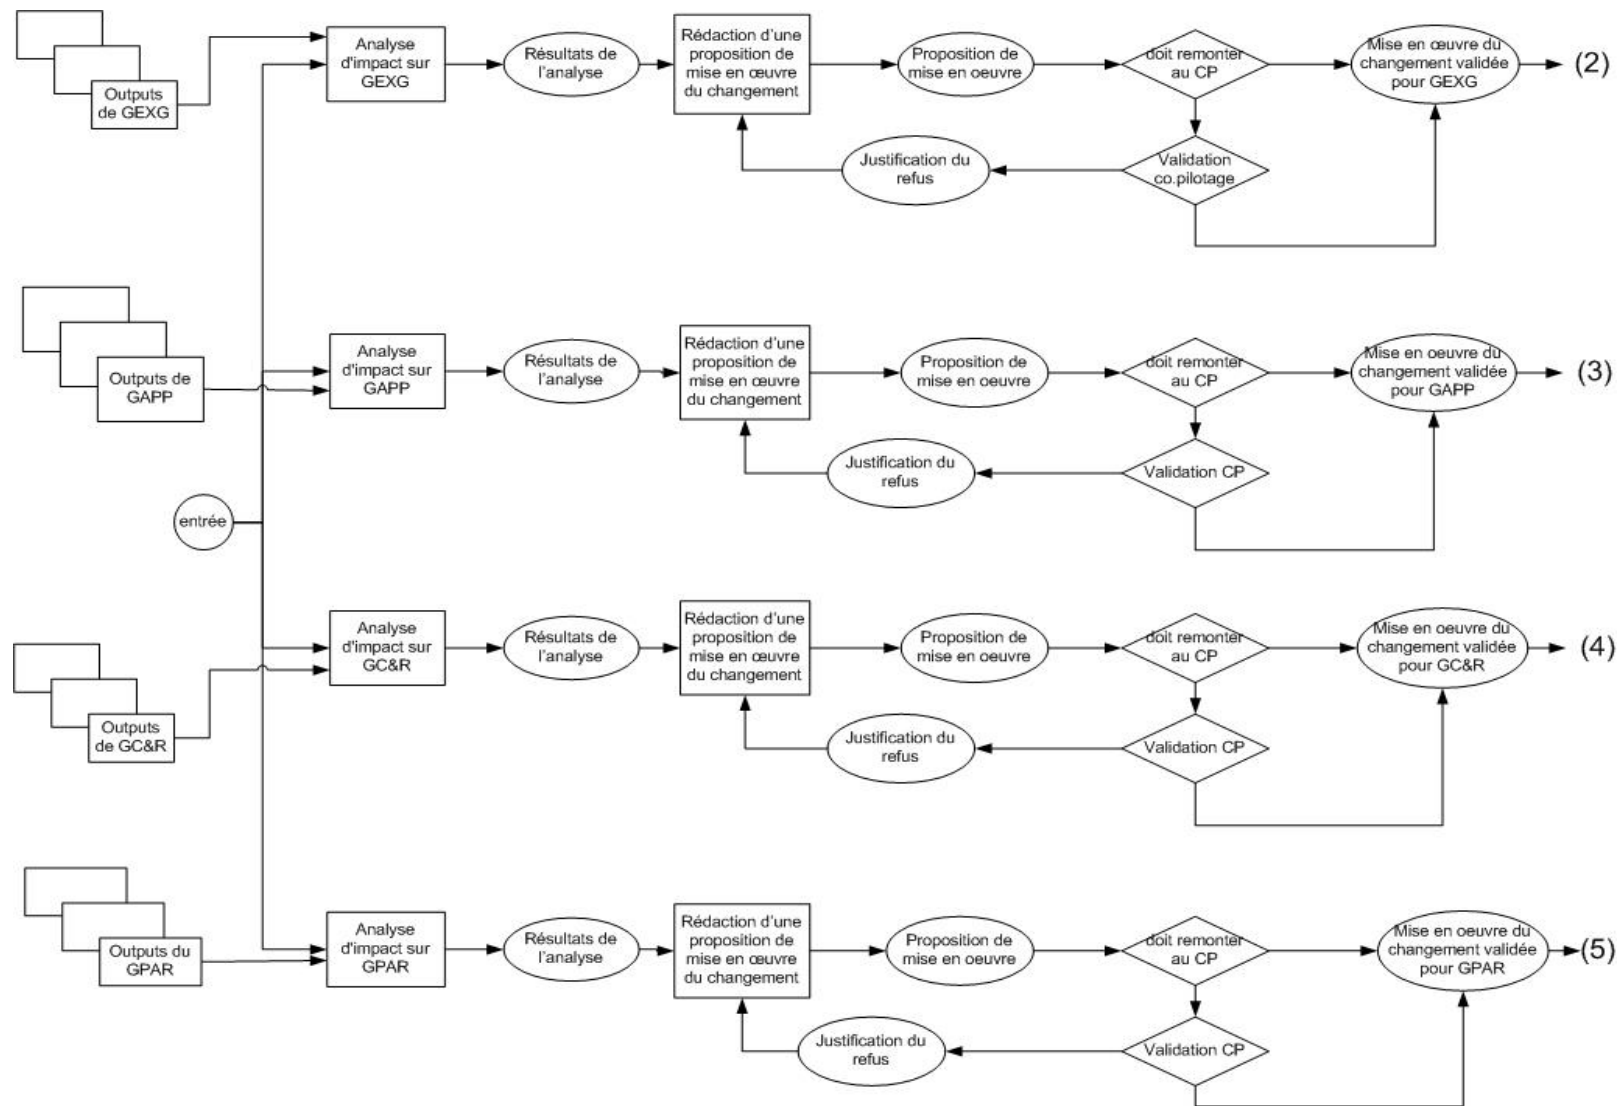 Outputs
de GEXG
Analyse
d'impact sur
GEXG
Résultats de
l'analyse
Rédaction d'une
proposition de
mise en œuvre
du changement
Proposition de
mise en oeuvre
doit remonter
au CP
Mise en œuvre du
changement validée
pour GEXG
(2)
Justification du
refus
Validation
co.pilotage
Outputs de
GAPP
Analyse
d'impact sur
GAPP
Résultats de
l'analyse
Rédaction d'une
proposition de
mise en œuvre
du changement
Proposition de
mise en oeuvre
doit remonter
au CP
Mise en oeuvre du
changement validée
pour GAPP
(3)
Justification du
refus
Validation CP
entrée
Outputs
de GC&R
Analyse
d'impact sur
GC&R
Résultats de
l'analyse
Rédaction d'une
proposition de
mise en œuvre
du changement
Proposition de
mise en oeuvre
doit remonter
au CP
Mise en oeuvre du
changement validée
pour GC&R
(4)
Justification du
refus
Validation CP
Outputs du
GPAR
Analyse
d'impact sur
GPAR
Résultats de
l'analyse
Rédaction d'une
proposition de
mise en œuvre
du changement
Proposition de
mise en oeuvre
doit remonter
au CP
Mise en oeuvre du
changement validée
pour GPAR
(5)
Justification du
refus
Validation CP